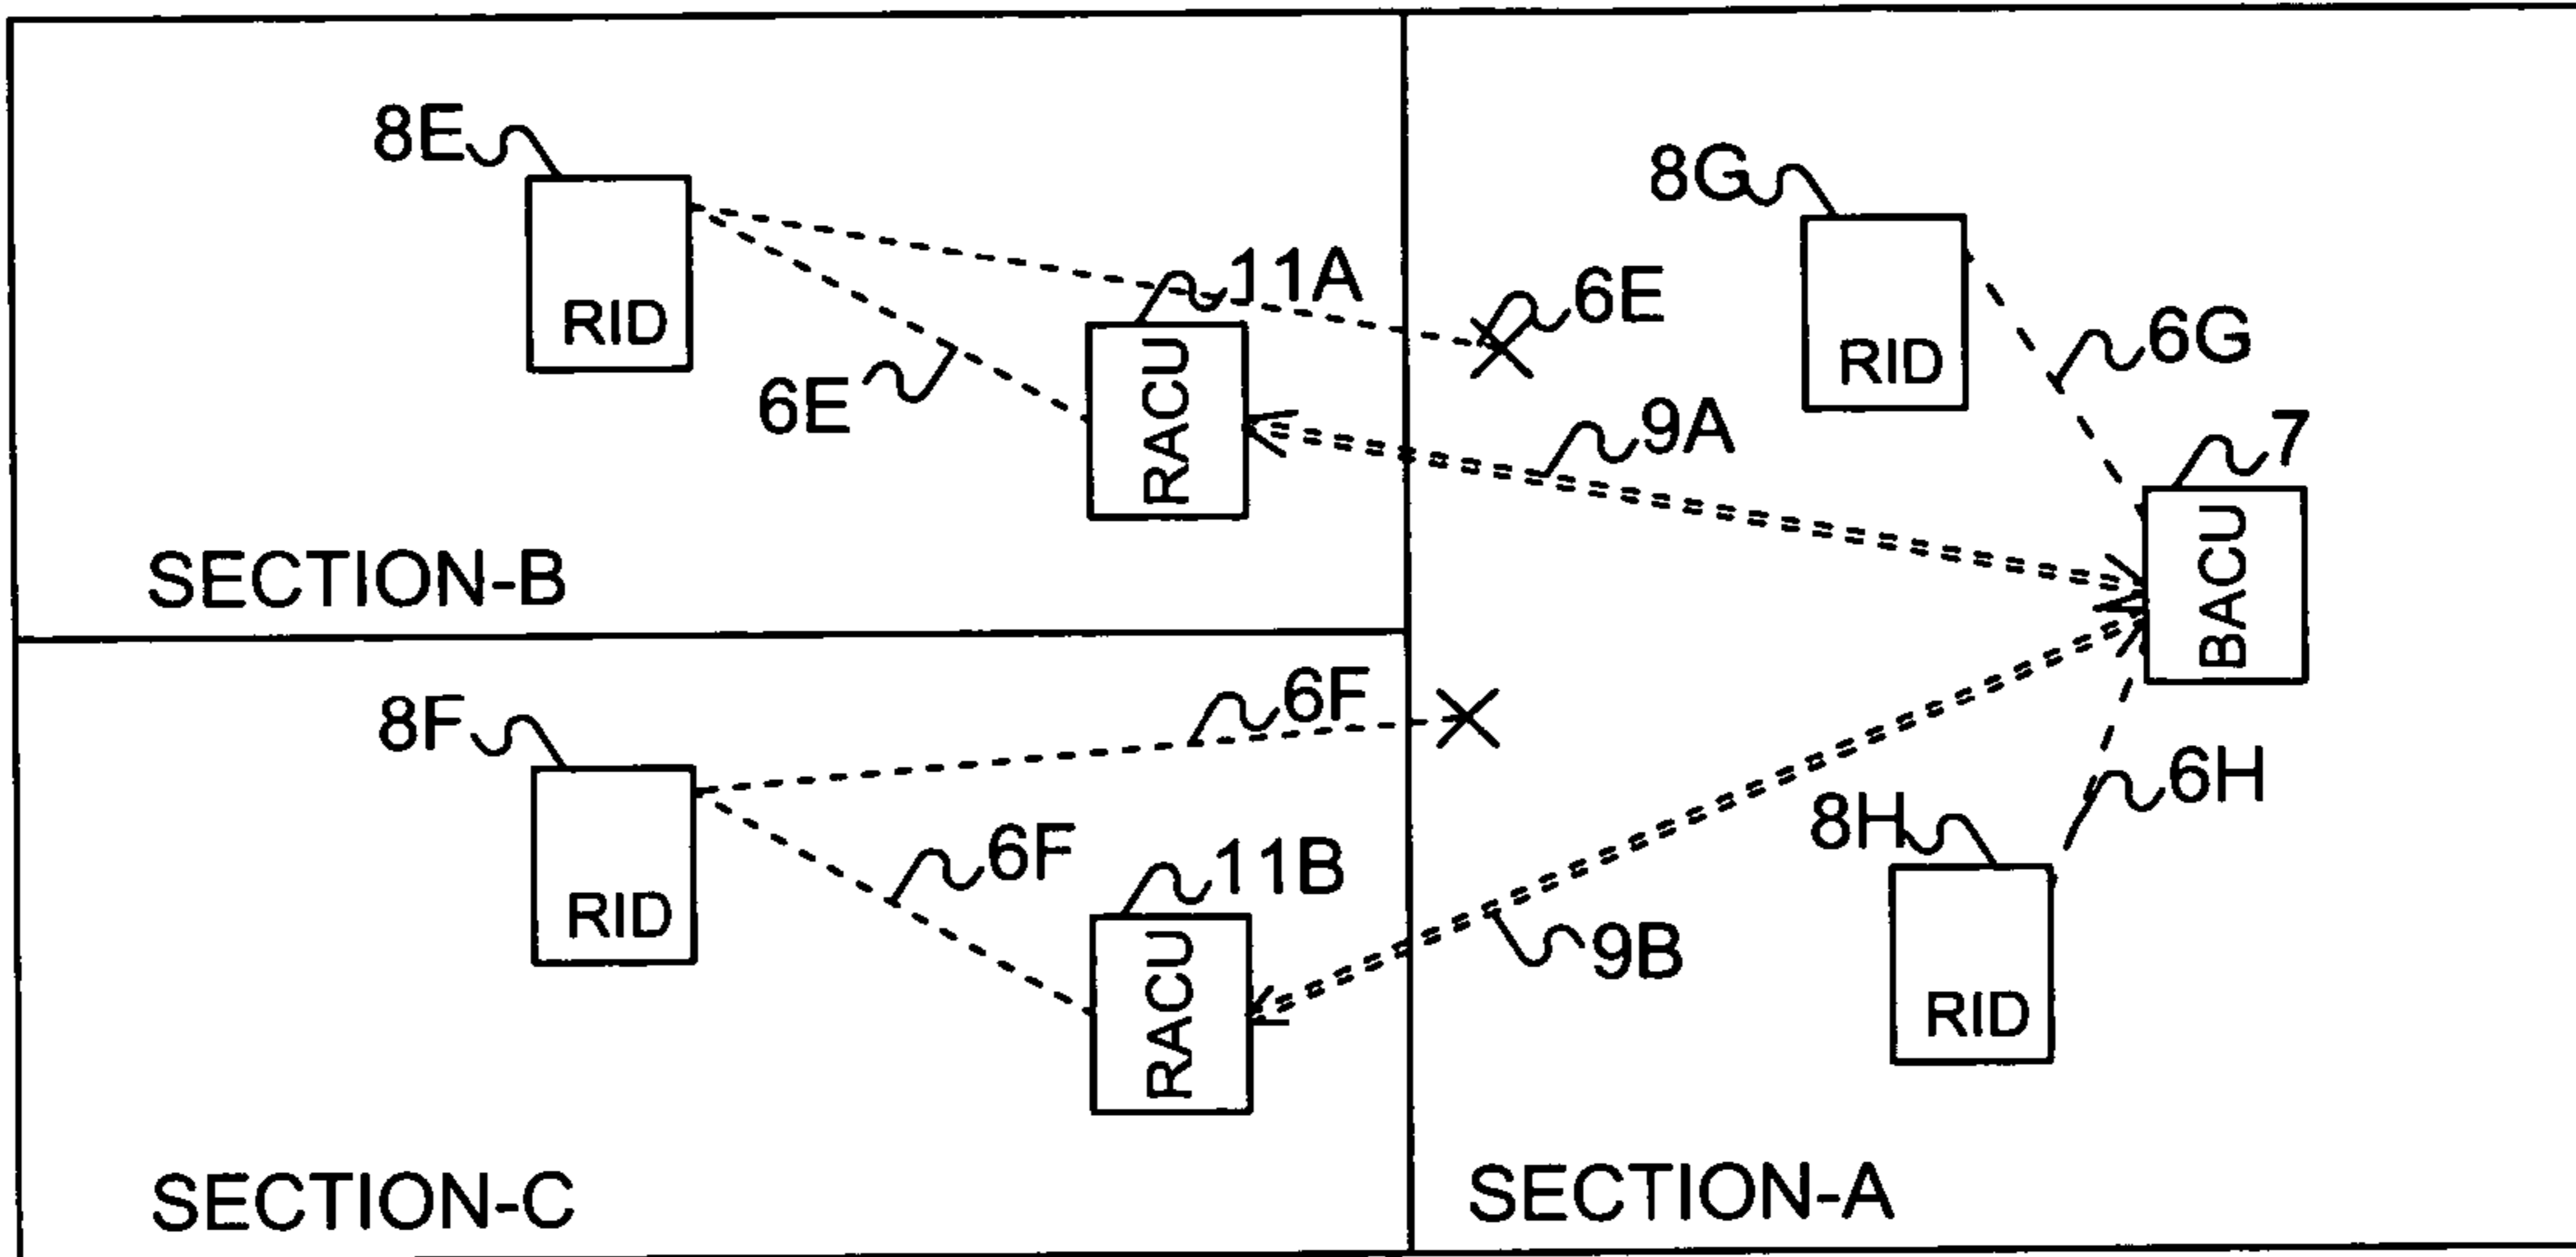 8E
RID
11A
6E
RACU
6E
SECTION-B
8G
RID
6G
9A
7
BACU
8F
RID
6F
6F
11B
RACU
SECTION-C
6H
8H
RID
9B
SECTION-A